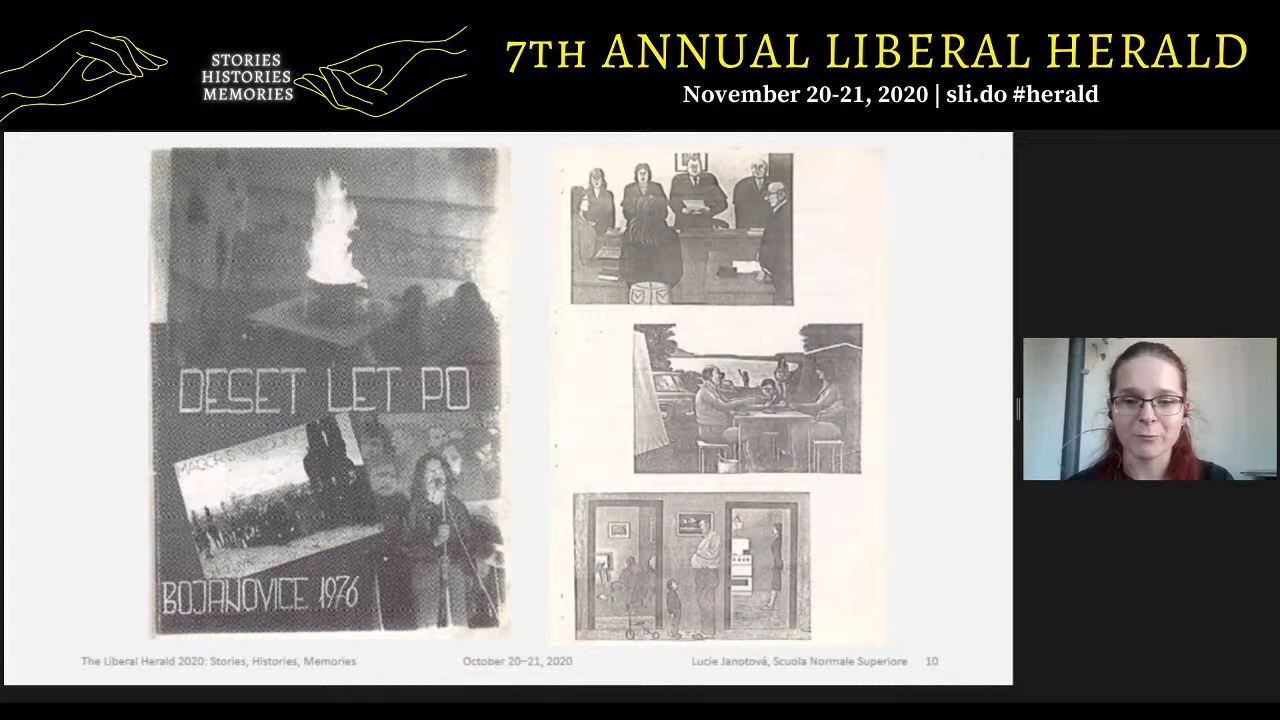 STORIES
HISTORIES
MEMORIES
7TH ANNUAL LIBERAL HERALD
November 20-21, 2020 | sli.do #herald
DESET LET PO
BOJANOVICE 1976
The Liberal Herald 2020: Stories, Histories, Memories
October 20–21, 2020
Lucie Janotová, Scuola Normale Superiore
10